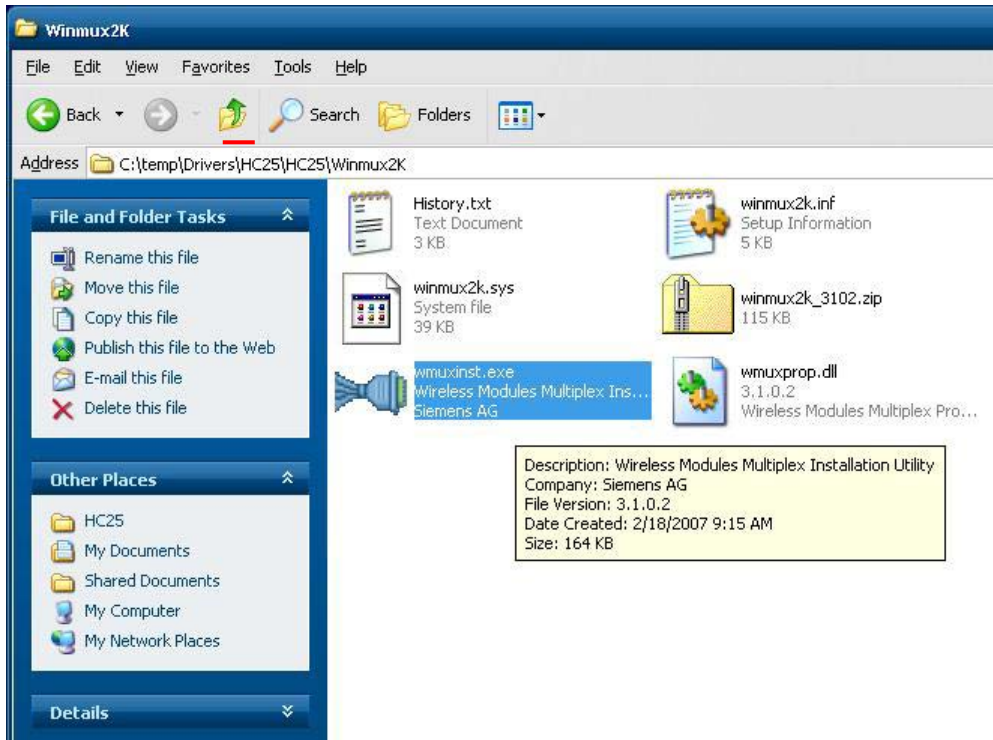 Winmux2K
File Edit View Favorites Tools Help
Back Search Folders
Address C:\temp\Drivers\HC25\HC25\Winmux2K
File and Folder Tasks
Rename this file
Move this file
Copy this file
Publish this file to the Web
E-mail this file
Delete this file
Other Places
HC25
My Documents
Shared Documents
My Computer
My Network Places
Details
History.txt
Text Document
3 KB
winmux2k.inf
Setup Information
5 KB
winmux2k.sys
System file
39 KB
winmux2k_3102.zip
115 KB
wmuxinst.exe
Wireless Modules Multiplex Ins...
Siemens AG
wmuxprop.dll
3.1.0.2
Wireless Modules Multiplex Pro...
Description: Wireless Modules Multiplex Installation Utility
Company: Siemens AG
File Version: 3.1.0.2
Date Created: 2/18/2007 9:15 AM
Size: 164 KB